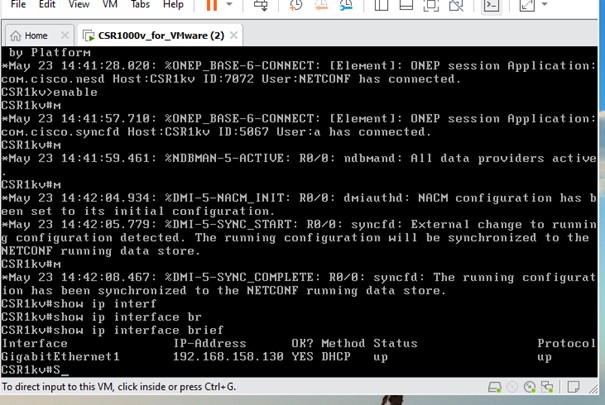 File Edit View VM Tabs Help
Home
CSR1000v_for_VMware (2)
by Platform
*May 23 14:41:28.020: %ONEP_BASE-6-CONNECT: [Element]: ONEP session Application:
com.cisco.nesd Host:CSR1kv ID:7072 User:NETCONF has connected.
CSR1kv>enable
CSR1kv#m
*May 23 14:41:57.710: %ONEP_BASE-6-CONNECT: [Element]: ONEP session Application:
com.cisco.syncfd Host:CSR1kv ID:5067 User:a has connected.
CSR1kv#m
*May 23 14:41:59.461: %NDBMAN-5-ACTIVE: R0/0: ndbmand: All data providers active
.
CSR1kv#m
*May 23 14:42:04.934: %DMI-5-NACM_INIT: R0/0: dmiauthd: NACM configuration has b
een set to its initial configuration.
*May 23 14:42:05.779: %DMI-5-SYNC_START: R0/0: syncfd: External change to runnin
g configuration detected. The running configuration will be synchronized to the
NETCONF running data store.
CSR1kv#m
*May 23 14:42:08.467: %DMI-5-SYNC_COMPLETE: R0/0: syncfd: The running configurat
ion has been synchronized to the NETCONF running data store.
CSR1kv#show ip interf
CSR1kv#show ip interface br
CSR1kv#show ip interface brief
Interface IP-Address OK? Method Status Protocol
GigabitEthernet1 192.168.158.130 YES DHCP up up
CSR1kv#S_
To direct input to this VM, click inside or press Ctrl+G.